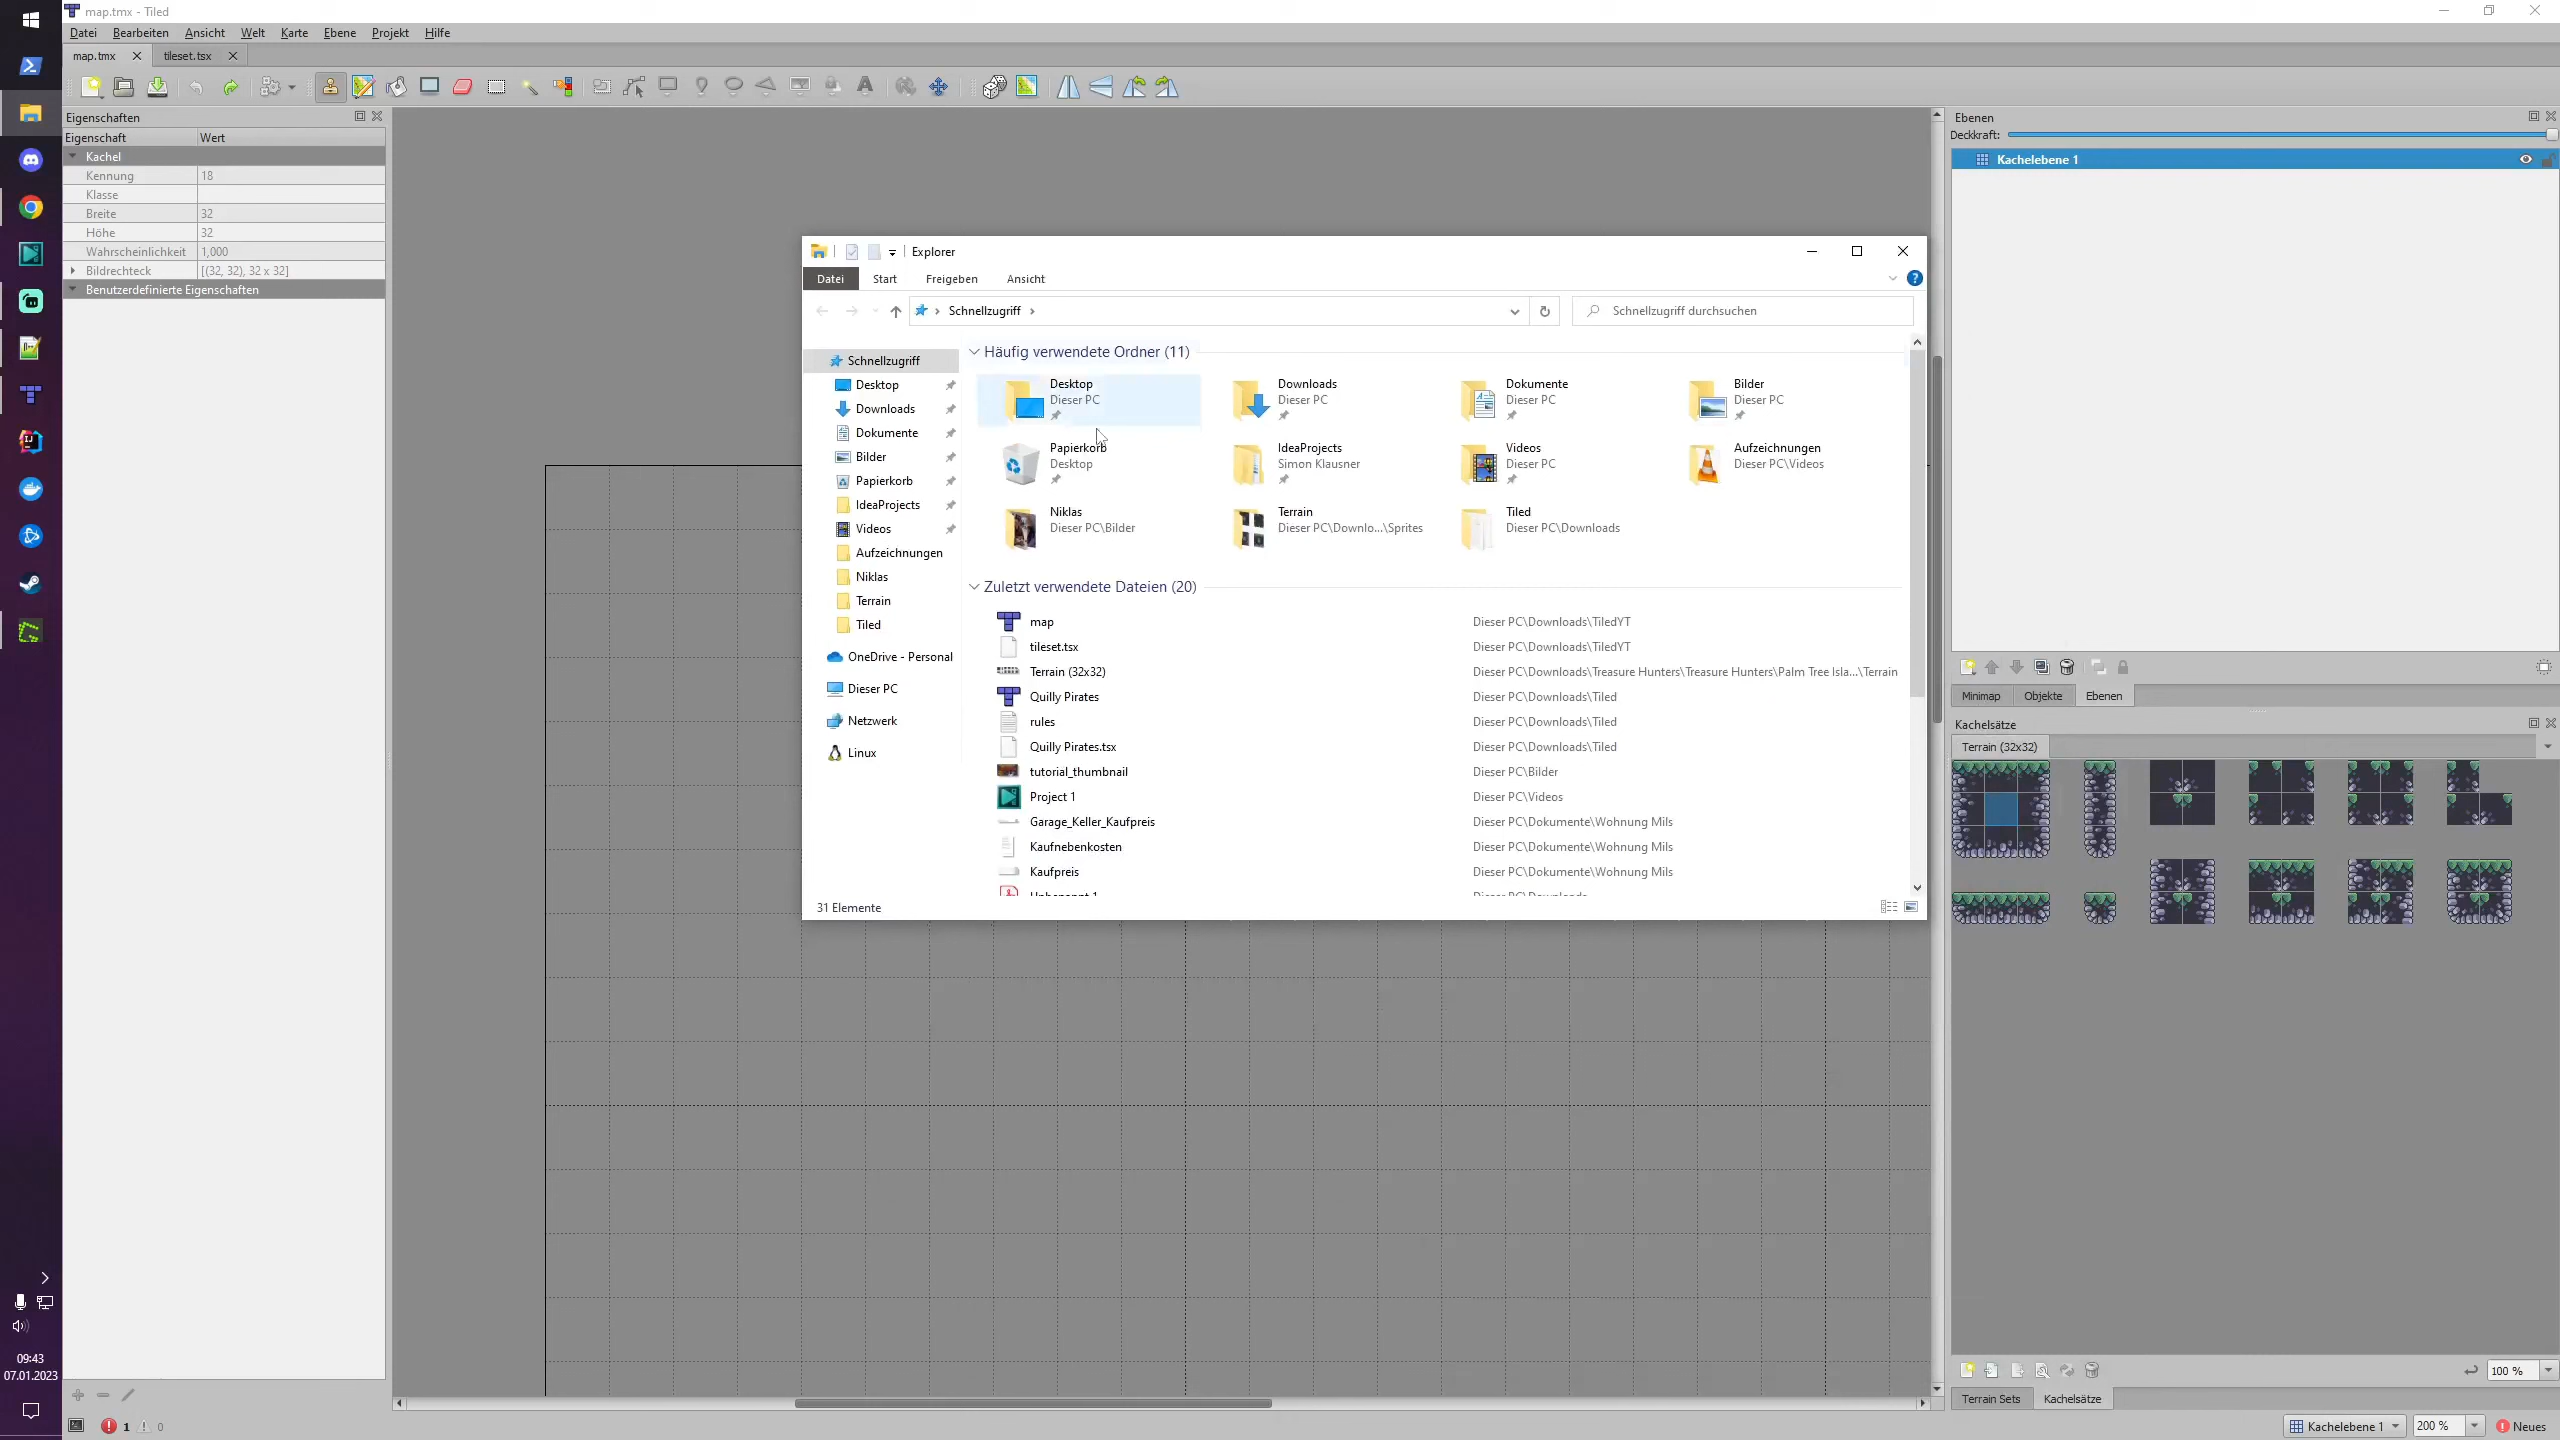 map.tmx - Tiled
Datei Bearbeiten Ansicht Welt Karte Ebene Projekt Hilfe
map.tmx tileset.tsx
Eigenschaften
Eigenschaft Wert
Kachel
Kennung 18
Klasse
Breite 32
Höhe 32
Wahrscheinlichkeit 1,000
Bildrechteck [(32, 32), 32 x 32]
Benutzerdefinierte Eigenschaften
Explorer
Datei Start Freigeben Ansicht
Schnellzugriff
Schnellzugriff durchsuchen
Schnellzugriff
Desktop
Downloads
Dokumente
Bilder
Papierkorb
IdeaProjects
Videos
Aufzeichnungen
Niklas
Terrain
Tiled
OneDrive - Personal
Dieser PC
Netzwerk
Linux
Häufig verwendete Ordner (11)
Desktop
Dieser PC
Downloads
Dieser PC
Dokumente
Dieser PC
Bilder
Dieser PC
Papierkorb
Desktop
IdeaProjects
Simon Klausner
Videos
Dieser PC
Aufzeichnungen
Dieser PC\Videos
Niklas
Dieser PC\Bilder
Terrain
Dieser PC\Downlo...\Sprites
Tiled
Dieser PC\Downloads
Zuletzt verwendete Dateien (20)
map Dieser PC\Downloads\TiledYT
tileset.tsx Dieser PC\Downloads\TiledYT
Terrain (32x32) Dieser PC\Downloads\Treasure Hunters\Treasure Hunters\Palm Tree Isla...\Terrain
Quilly Pirates Dieser PC\Downloads\Tiled
rules Dieser PC\Downloads\Tiled
Quilly Pirates.tsx Dieser PC\Downloads\Tiled
tutorial_thumbnail Dieser PC\Bilder
Project 1 Dieser PC\Videos
Garage_Keller_Kaufpreis Dieser PC\Dokumente\Wohnung Mils
Kaufnebenkosten Dieser PC\Dokumente\Wohnung Mils
Kaufpreis Dieser PC\Dokumente\Wohnung Mils
31 Elemente
Ebenen
Deckkraft:
Kachelebene 1
Minimap Objekte Ebenen
Kachelsätze
Terrain (32x32)
100 %
Terrain Sets Kachelsätze
09:43
07.01.2023
1 0
Kachelebene 1 200 % Neues